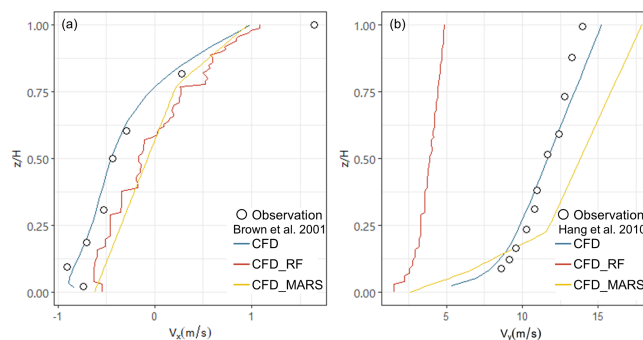 (a)
1.00
0.75
0.50
0.25
0.00
z/H
-1
0
1
Vx(m/s)
Observation
Brown et al. 2001
CFD
CFD_RF
CFD_MARS
(b)
1.00
0.75
0.50
0.25
0.00
z/H
5
10
15
Vy(m/s)
Observation
Hang et al. 2010
CFD
CFD_RF
CFD_MARS